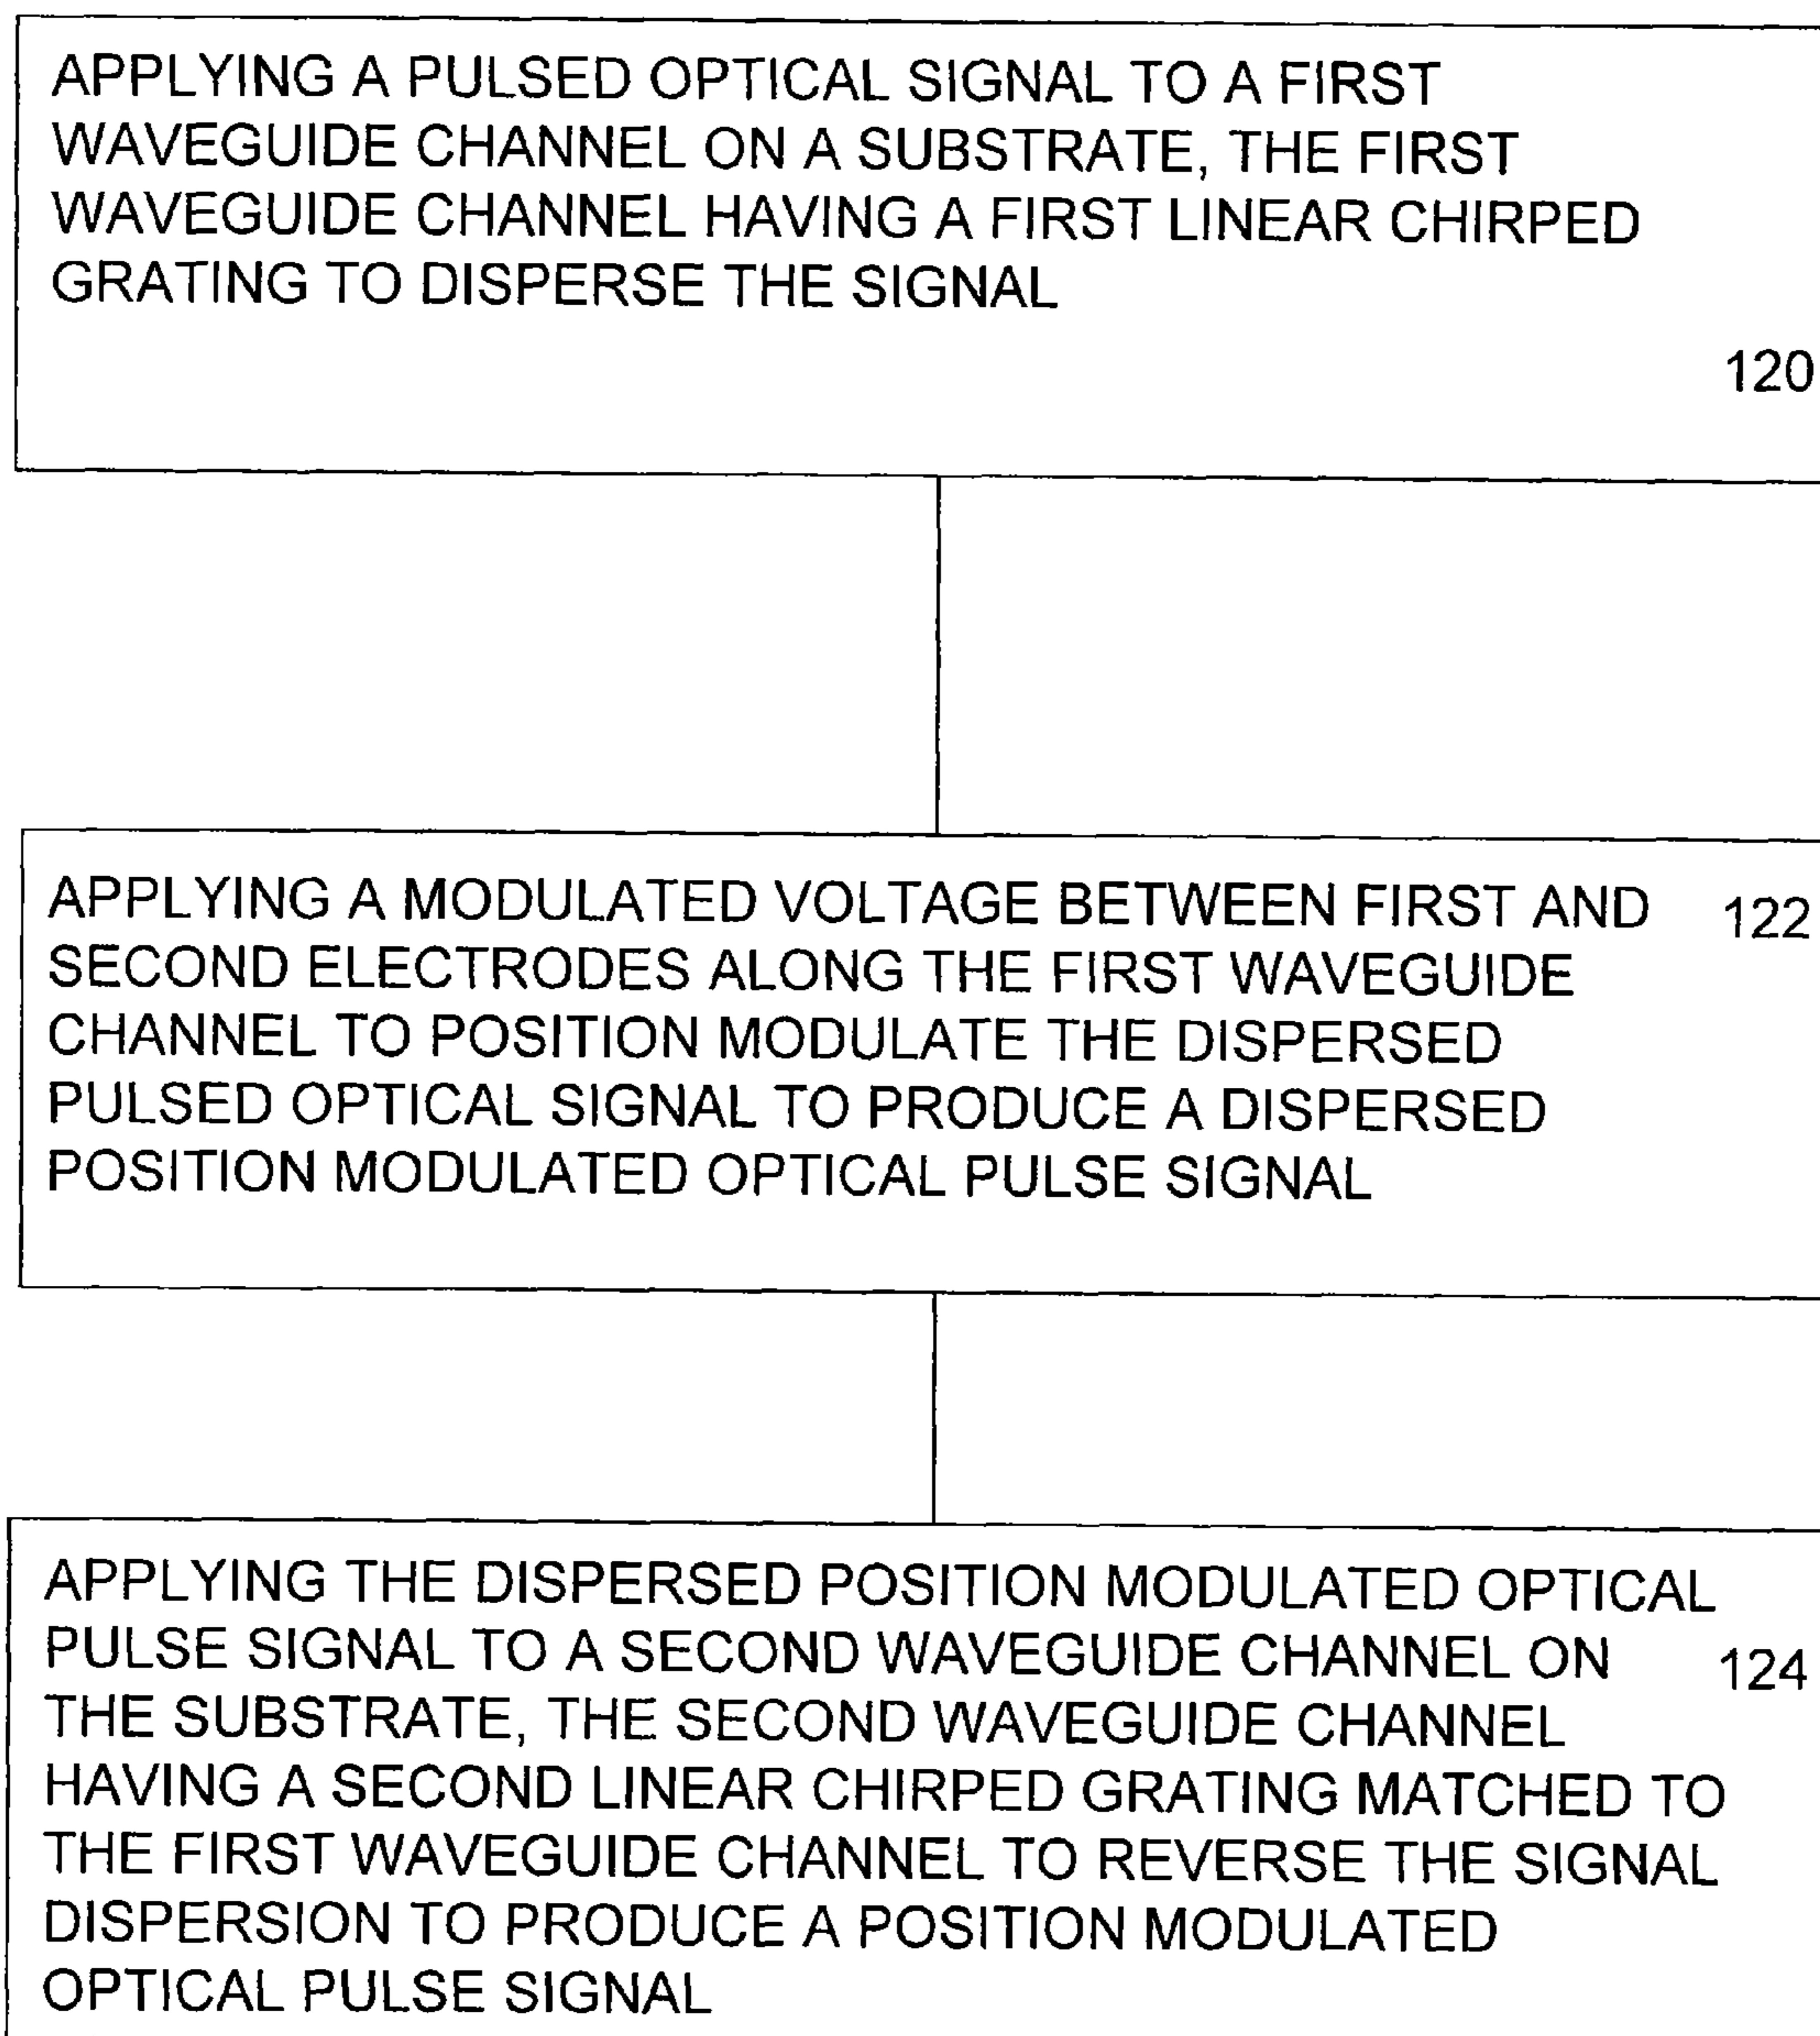 APPLYING A PULSED OPTICAL SIGNAL TO A FIRST
WAVEGUIDE CHANNEL ON A SUBSTRATE, THE FIRST
WAVEGUIDE CHANNEL HAVING A FIRST LINEAR CHIRPED
GRATING TO DISPERSE THE SIGNAL
120
APPLYING A MODULATED VOLTAGE BETWEEN FIRST AND 122
SECOND ELECTRODES ALONG THE FIRST WAVEGUIDE
CHANNEL TO POSITION MODULATE THE DISPERSED
PULSED OPTICAL SIGNAL TO PRODUCE A DISPERSED
POSITION MODULATED OPTICAL PULSE SIGNAL
APPLYING THE DISPERSED POSITION MODULATED OPTICAL
PULSE SIGNAL TO A SECOND WAVEGUIDE CHANNEL ON 124
THE SUBSTRATE, THE SECOND WAVEGUIDE CHANNEL
HAVING A SECOND LINEAR CHIRPED GRATING MATCHED TO
THE FIRST WAVEGUIDE CHANNEL TO REVERSE THE SIGNAL
DISPERSION TO PRODUCE A POSITION MODULATED
OPTICAL PULSE SIGNAL